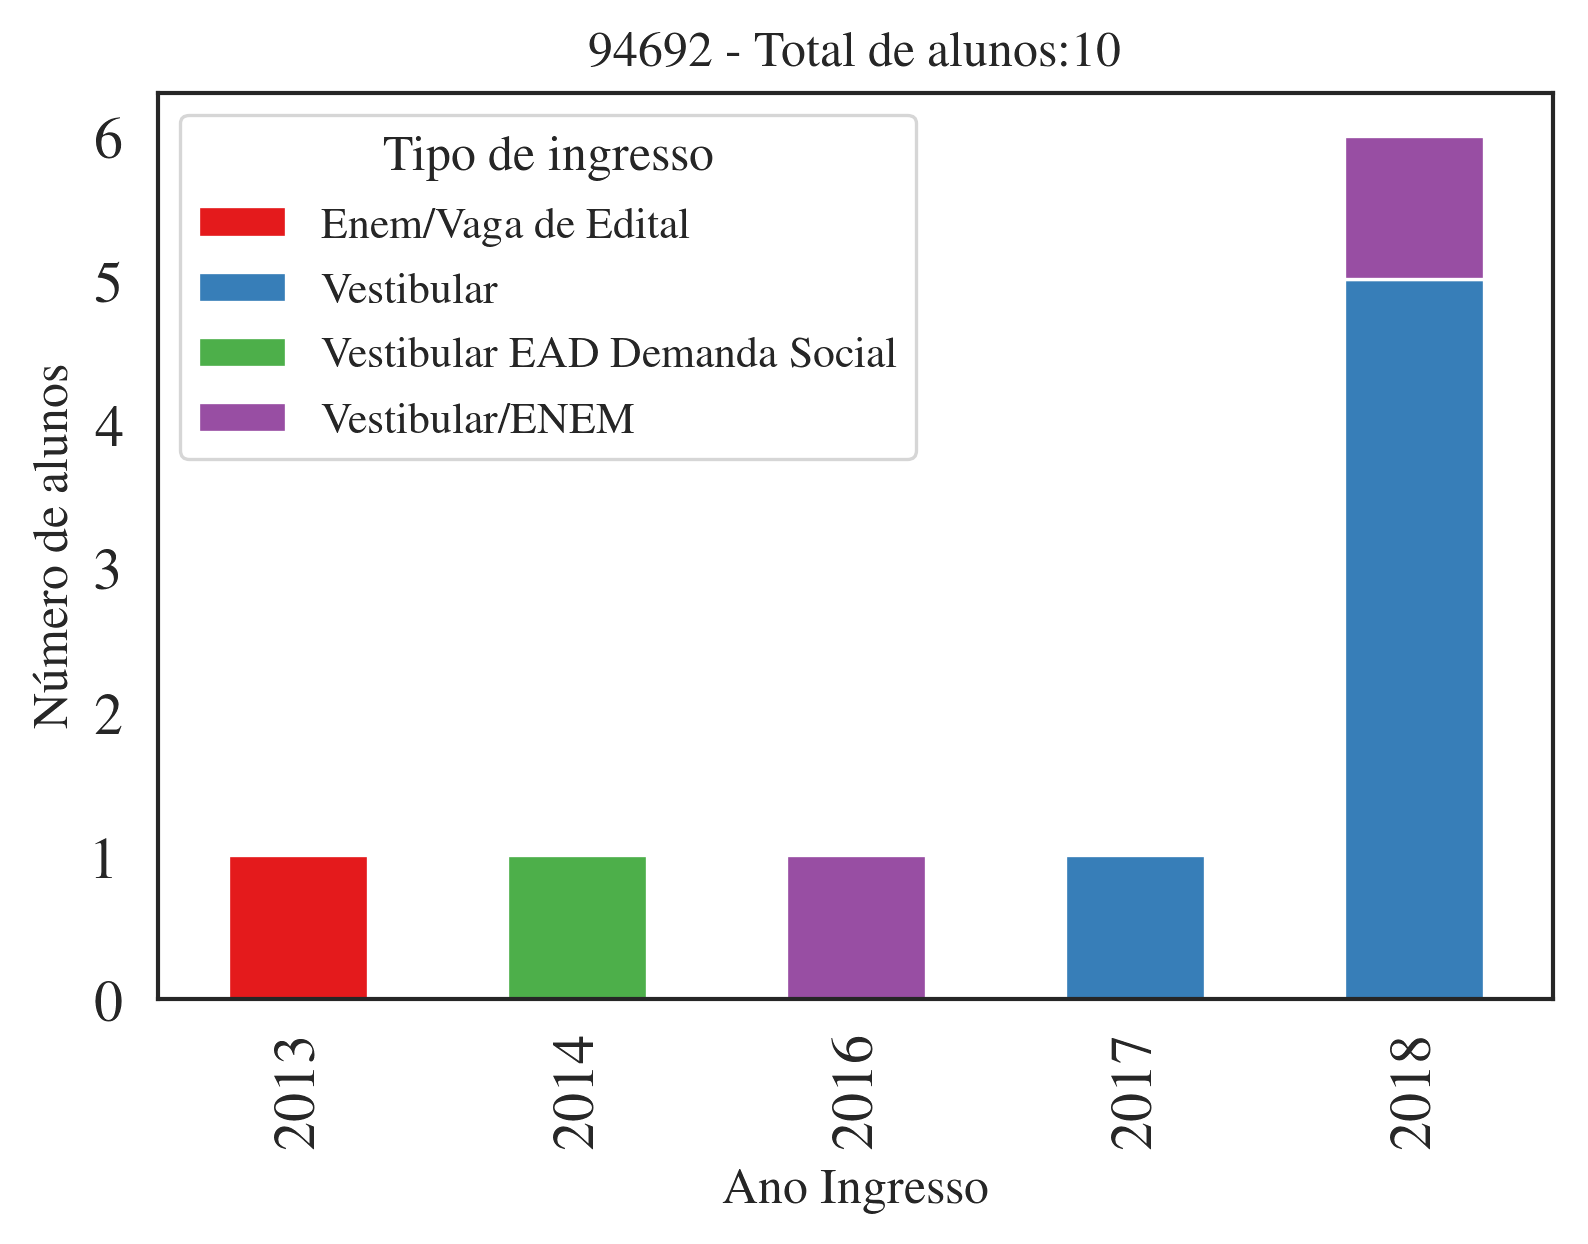 94692 - Total de alunos:10
Tipo de ingresso
Enem/Vaga de Edital
Vestibular
Vestibular EAD Demanda Social
Vestibular/ENEM
Número de alunos
6
5
4
3
2
1
0
2013
2014
2016
2017
2018
Ano Ingresso